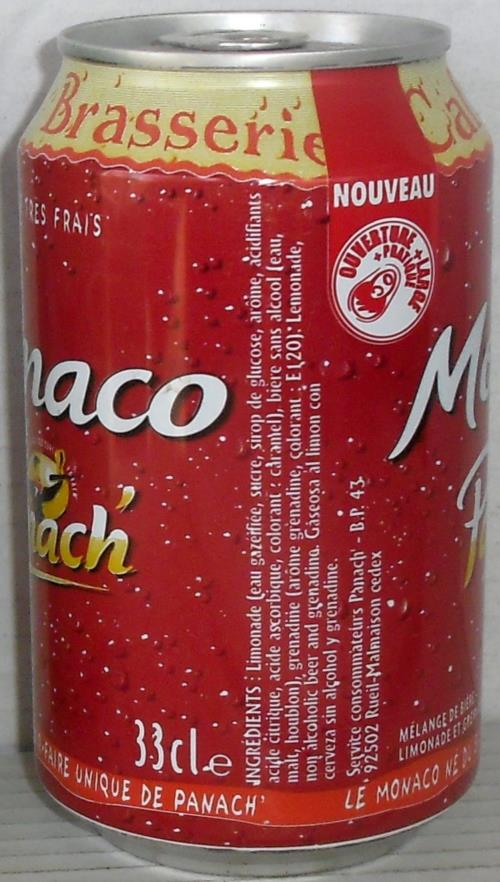 Brasserie Ca
TRES FRAIS
NOUVEAU
OUVERTURE + LARGE
+ PRATIQUE
naco
nach'
33cl e
INGRÉDIENTS : Limonade (eau gazéifiée, sucre, sirop de glucose, arôme, acidifiants
acide citrique, acide ascorbique, colorant : caramel), bière sans alcool (eau,
malt, houblon), grenadine (arôme grenadine, colorant : E120). Lemonade,
non alcoholic beer and grenadine. Gaseosa al limon con
cerveza sin alcohol y grenadine.
Service consommateurs Panach' - B.P. 43
92502 Rueil-Malmaison cedex
Mo
MÉLANGE DE BIÈRE
LIMONADE ET
FAIRE UNIQUE DE PANACH'
LE MONACO NE DU